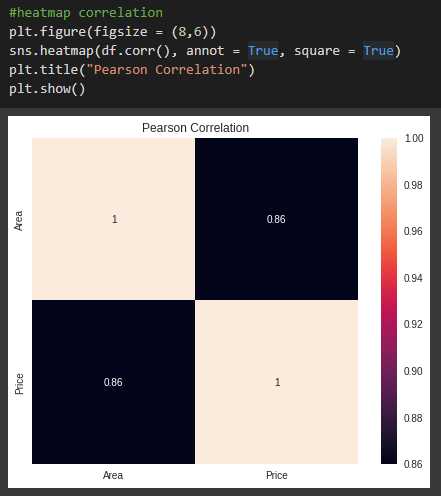 #heatmap correlation
plt.figure(figsize = (8,6))
sns.heatmap(df.corr(), annot = True, square = True)
plt.title("Pearson Correlation")
plt.show()
Pearson Correlation
1.00
0.98
0.96
0.94
0.92
0.90
0.88
0.86
Area
1
0.86
Price
0.86
1
Area
Price